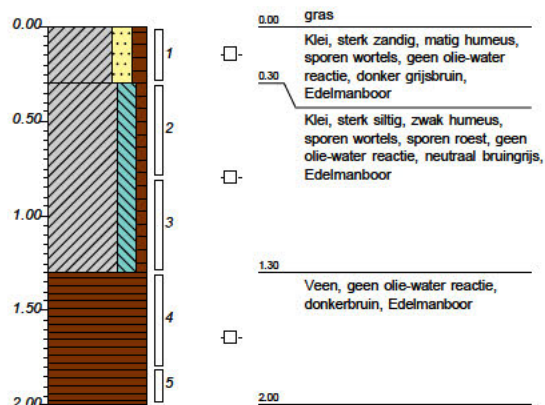 0.00
0.50
1.00
1.50
2.00
1
2
3
4
5
0.00
gras
Klei, sterk zandig, matig humeus,
sporen wortels, geen olie-water
reactie, donker grijsbruin,
Edelmanboor
0.30
Klei, sterk siltig, zwak humeus,
sporen wortels, sporen roest, geen
olie-water reactie, neutraal bruingrijs,
Edelmanboor
1.30
Veen, geen olie-water reactie,
donkerbruin, Edelmanboor
2.00